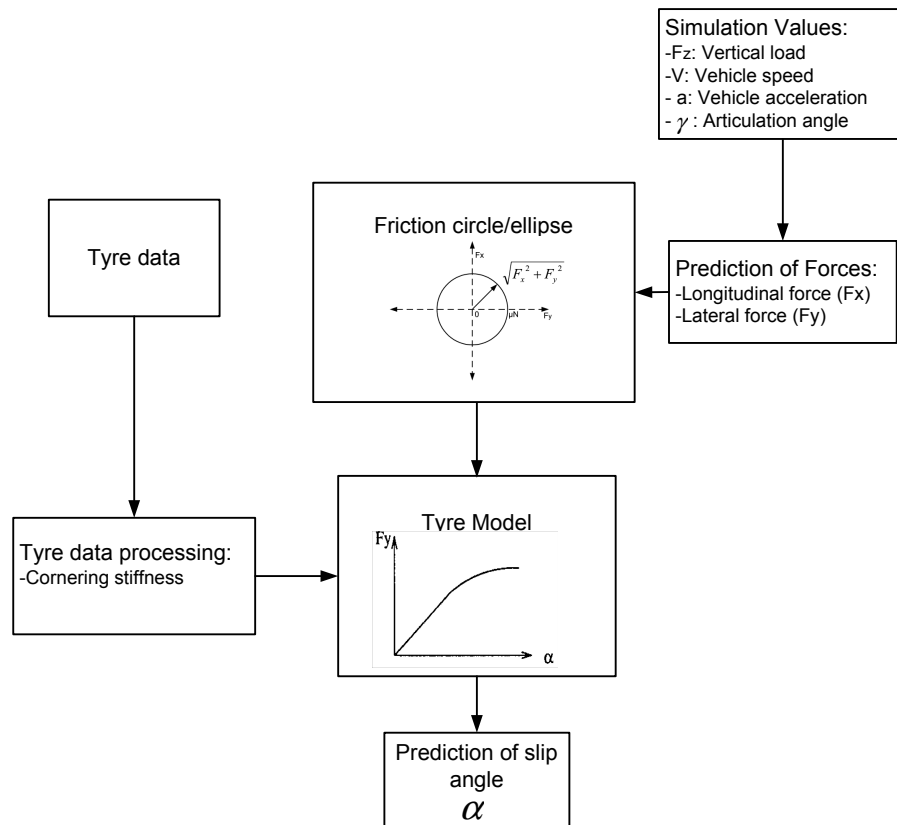 Simulation Values:
-Fz: Vertical load
-V: Vehicle speed
- a: Vehicle acceleration
- γ : Articulation angle
Friction circle/ellipse
Fx
√Fx² + Fy²
0
μN
Fy
Prediction of Forces:
-Longitudinal force (Fx)
-Lateral force (Fy)
Tyre data
Tyre data processing:
-Cornering stiffness
Tyre Model
Fy
α
Prediction of slip
angle
α